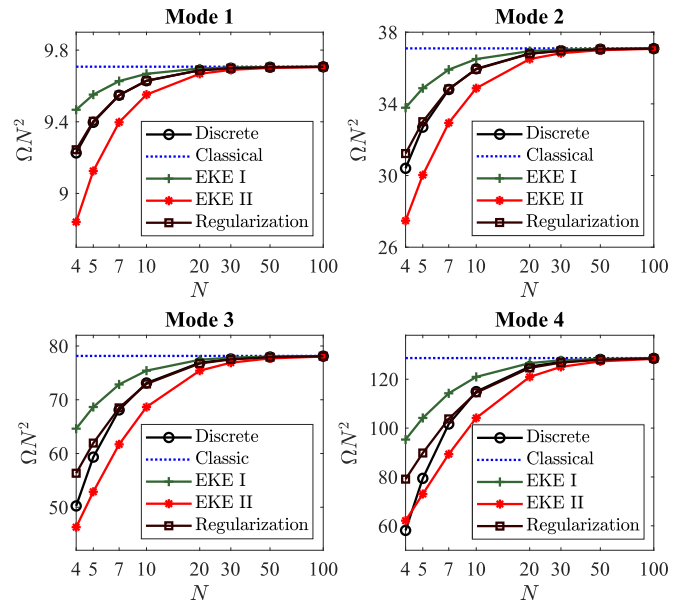 Mode 1
9.8
9.4
9
ΩN²
Discrete
Classical
EKE I
EKE II
Regularization
4 5 7 10 20 30 50 100
N
Mode 2
37
34
30
26
ΩN²
Discrete
Classical
EKE I
EKE II
Regularization
4 5 7 10 20 30 50 100
N
Mode 3
80
70
60
50
ΩN²
Discrete
Classic
EKE I
EKE II
Regularization
4 5 7 10 20 30 50 100
N
Mode 4
120
100
80
60
ΩN²
Discrete
Classical
EKE I
EKE II
Regularization
4 5 7 10 20 30 50 100
N